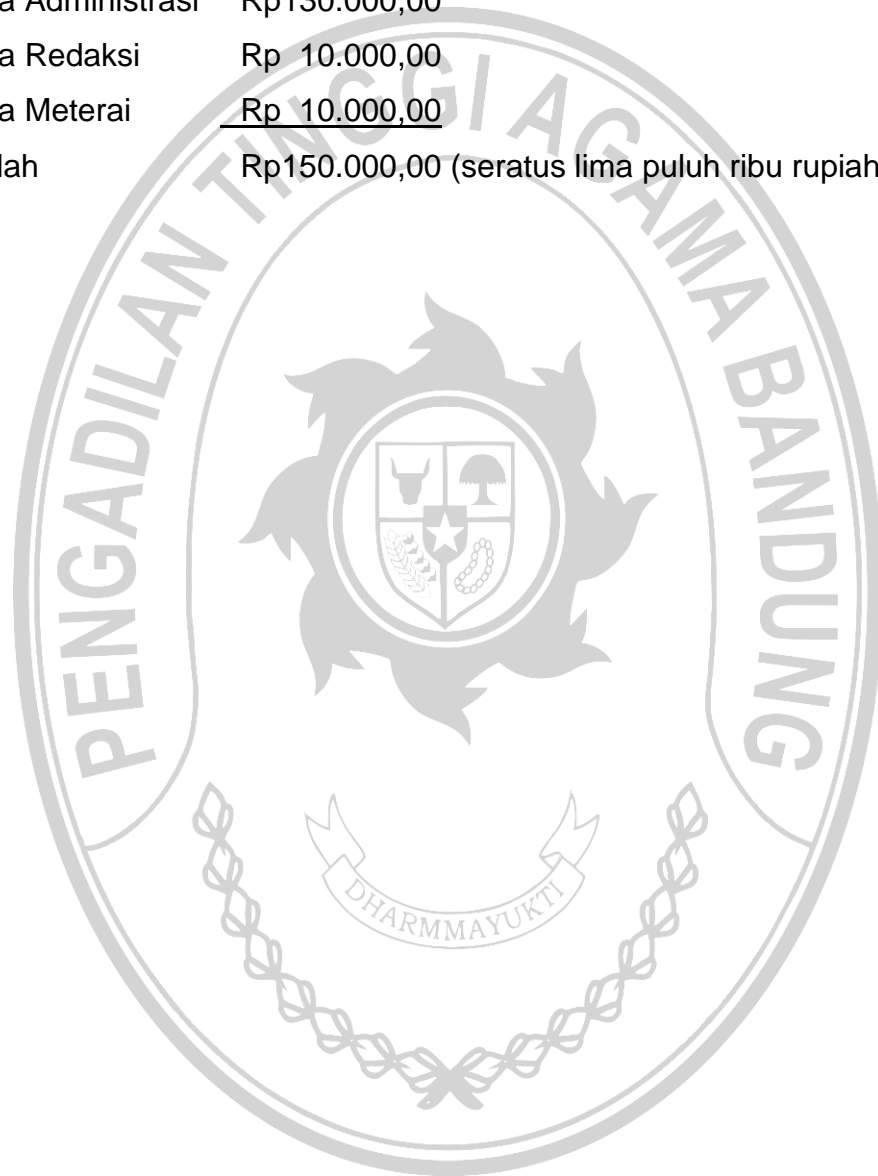 a Administrasi Rp130.000,00
a Redaksi Rp 10.000,00
a Meterai Rp 10.000,00
lah Rp150.000,00 (seratus lima puluh ribu rupiah
PENGADILAN TINGGI AGAMA BANDUNG
DHARMMAYUKTI